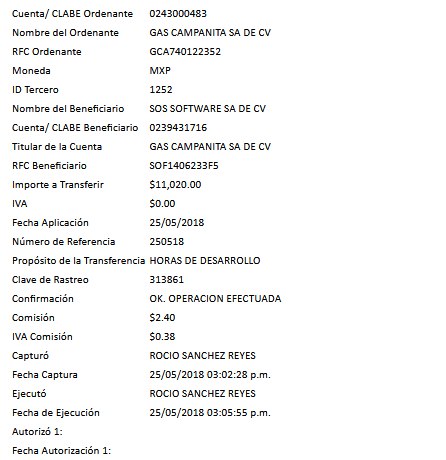 Cuenta/ CLABE Ordenante 0243000483
Nombre del Ordenante GAS CAMPANITA SA DE CV
RFC Ordenante GCA740122352
Moneda MXP
ID Tercero 1252
Nombre del Beneficiario SOS SOFTWARE SA DE CV
Cuenta/ CLABE Beneficiario 0239431716
Titular de la Cuenta GAS CAMPANITA SA DE CV
RFC Beneficiario SOF1406233F5
Importe a Transferir $11,020.00
IVA $0.00
Fecha Aplicación 25/05/2018
Número de Referencia 250518
Propósito de la Transferencia HORAS DE DESARROLLO
Clave de Rastreo 313861
Confirmación OK. OPERACION EFECTUADA
Comisión $2.40
IVA Comisión $0.38
Capturó ROCIO SANCHEZ REYES
Fecha Captura 25/05/2018 03:02:28 p.m.
Ejecutó ROCIO SANCHEZ REYES
Fecha de Ejecución 25/05/2018 03:05:55 p.m.
Autorizó 1:
Fecha Autorización 1: